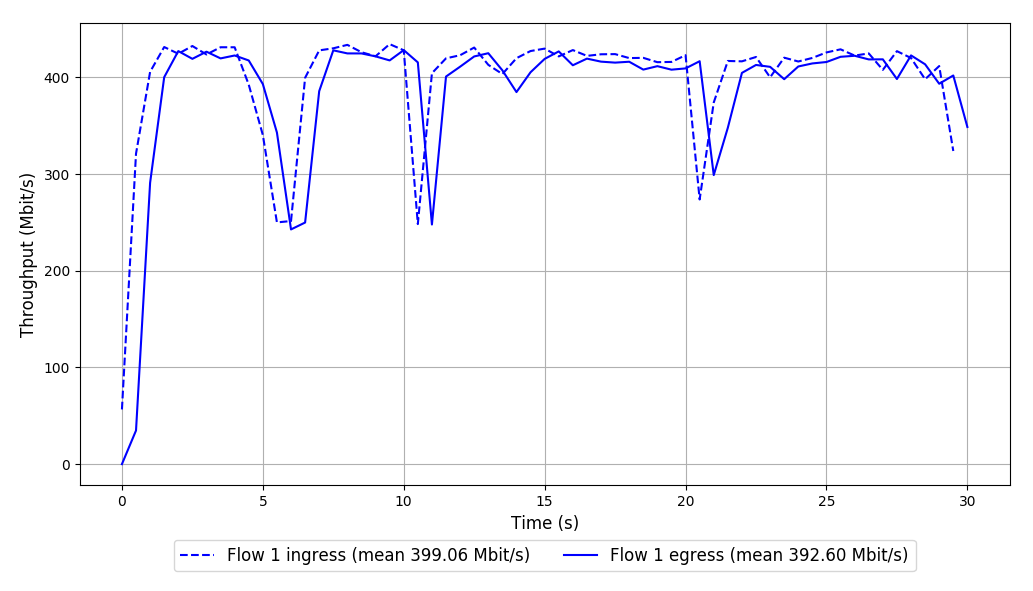 Throughput (Mbit/s)
400
300
200
100
0
0 5 10 15 20 25 30
Time (s)
Flow 1 ingress (mean 399.06 Mbit/s) Flow 1 egress (mean 392.60 Mbit/s)